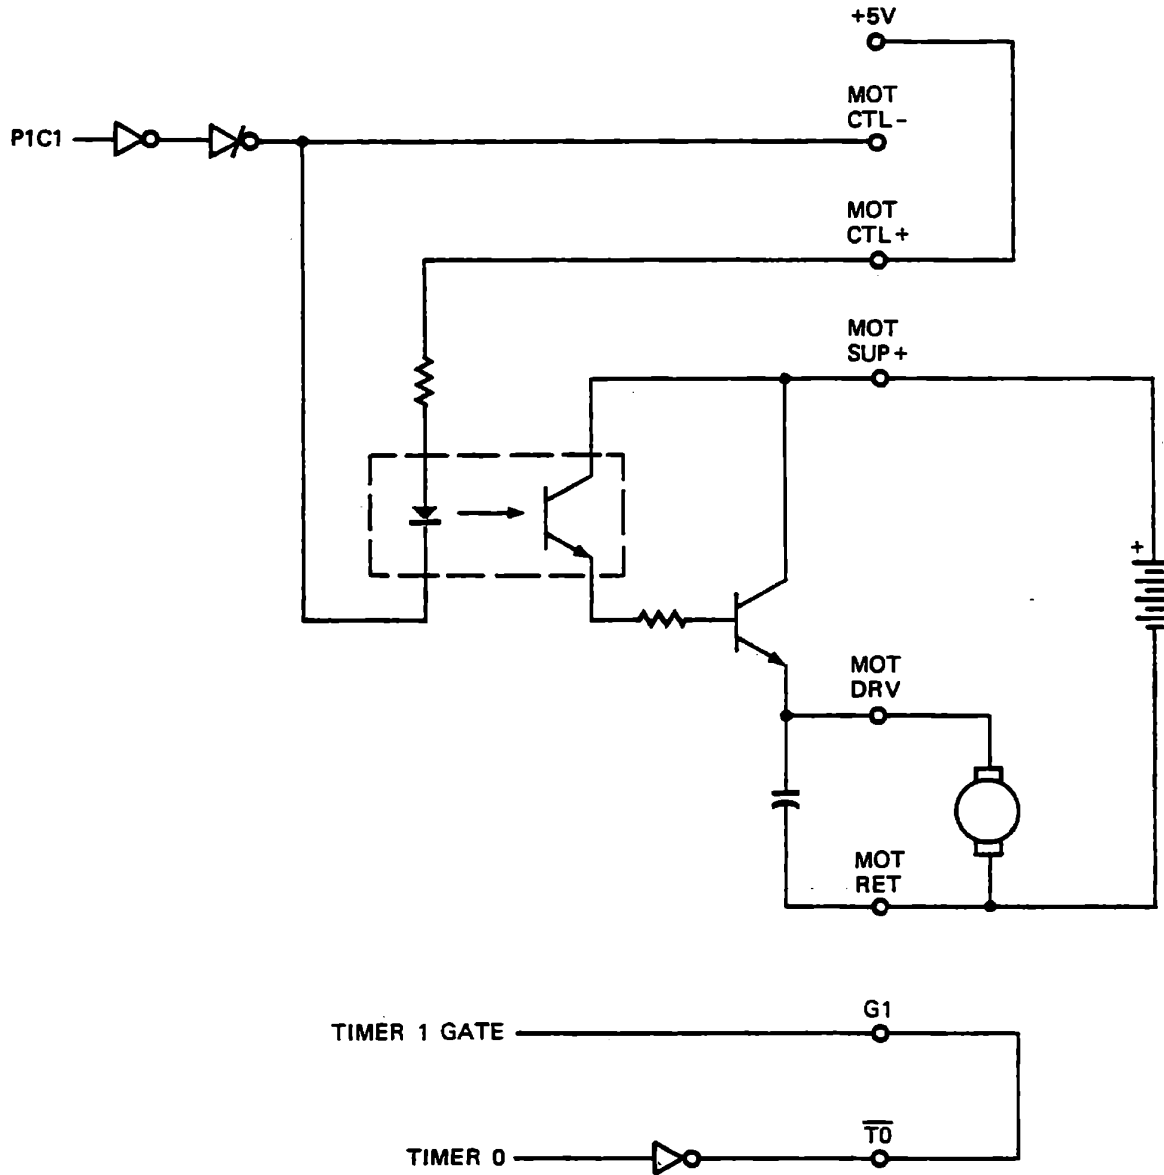 +5V
MOT
CTL-
P1C1
MOT
CTL+
MOT
SUP+
+
MOT
DRV
MOT
RET
G1
TIMER 1 GATE
T0
TIMER 0